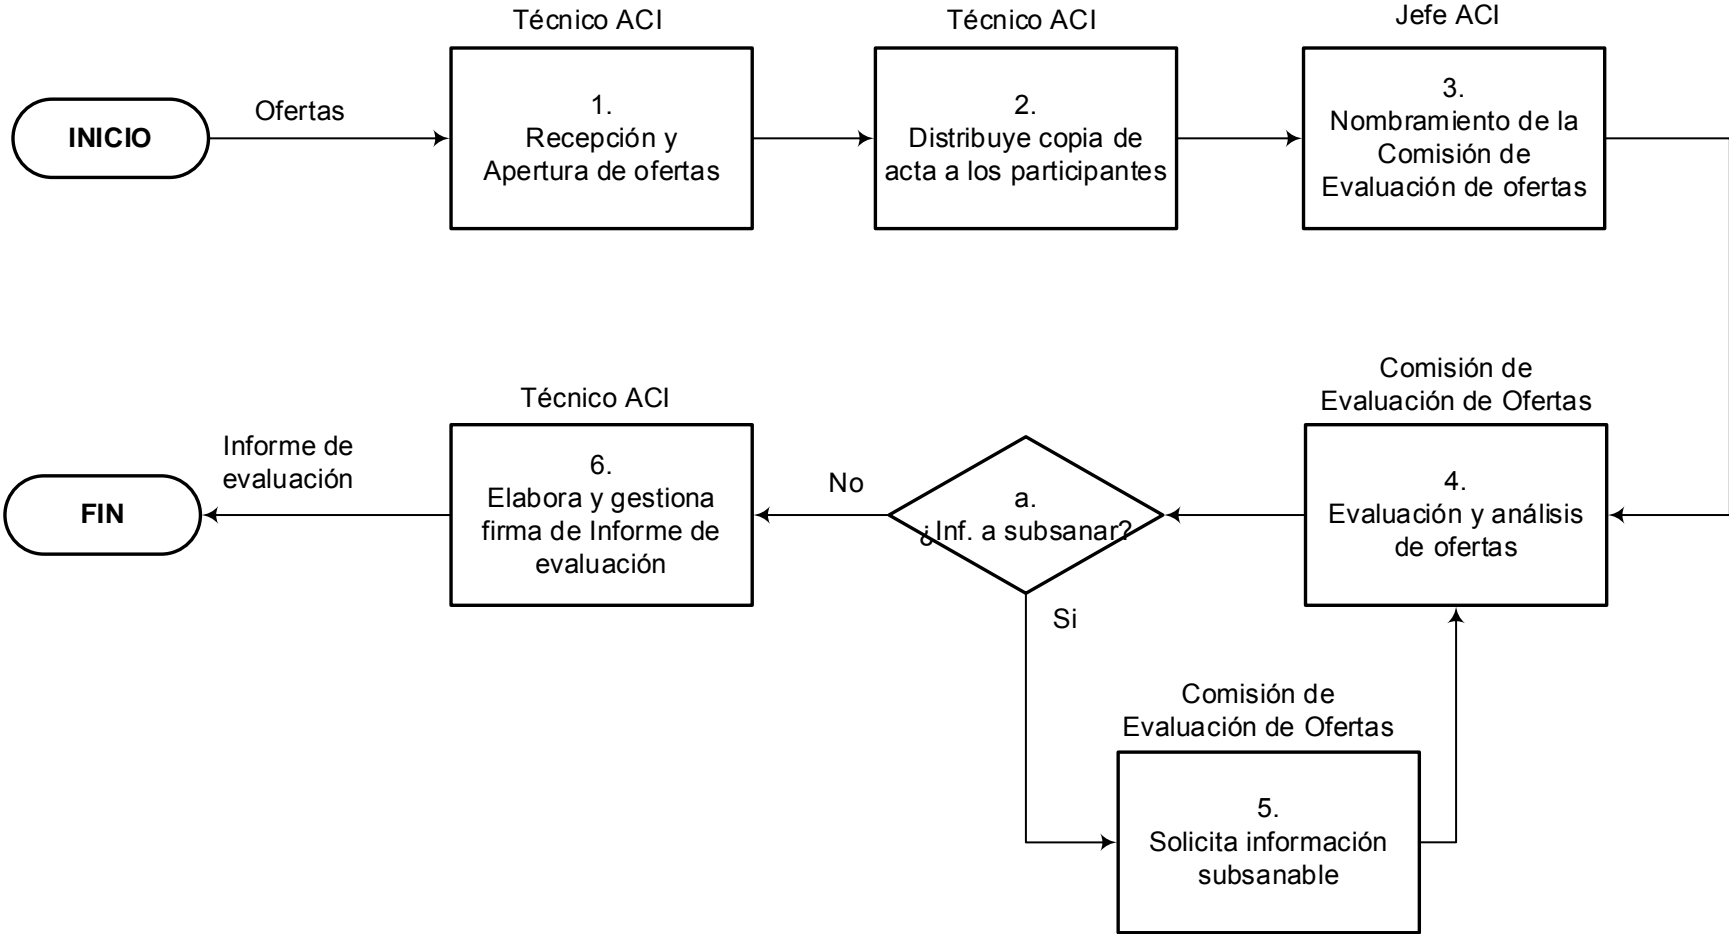 Técnico ACI
Técnico ACI
Jefe ACI
INICIO
Ofertas
1.
Recepción y
Apertura de ofertas
2.
Distribuye copia de
acta a los participantes
3.
Nombramiento de la
Comisión de
Evaluación de ofertas
Comisión de
Evaluación de Ofertas
4.
Evaluación y análisis
de ofertas
a.
¿Inf. a subsanar?
No
Si
Comisión de
Evaluación de Ofertas
5.
Solicita información
subsanable
Técnico ACI
6.
Elabora y gestiona
firma de Informe de
evaluación
Informe de
evaluación
FIN